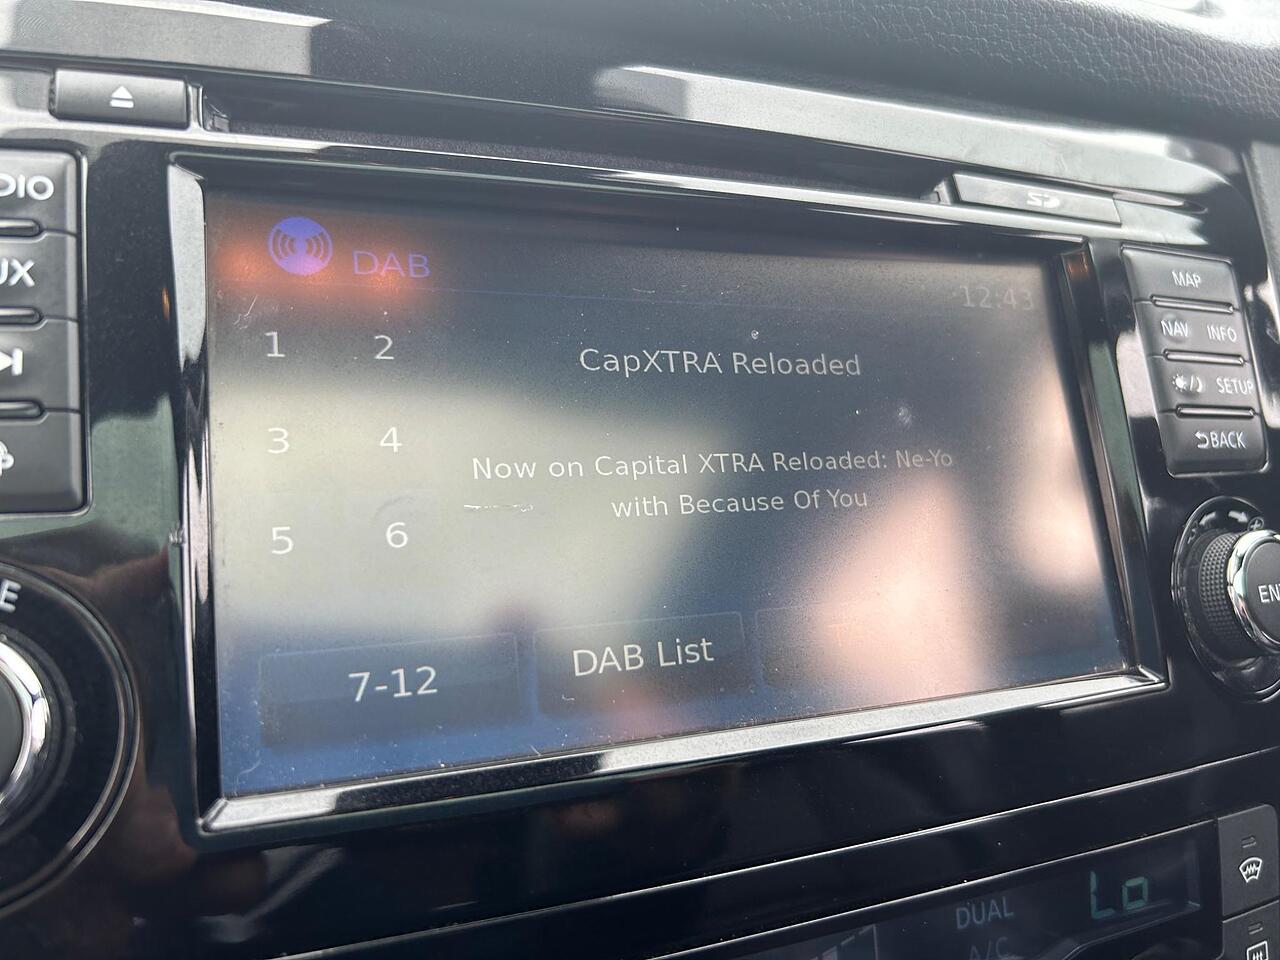 DAB
12:43
1 2
CapXTRA Reloaded
3 4
Now on Capital XTRA Reloaded: Ne-Yo
with Because Of You
5 6
7-12
DAB List
MAP
NAV INFO
SETUP
BACK
SD
DUAL
A/C
Lo